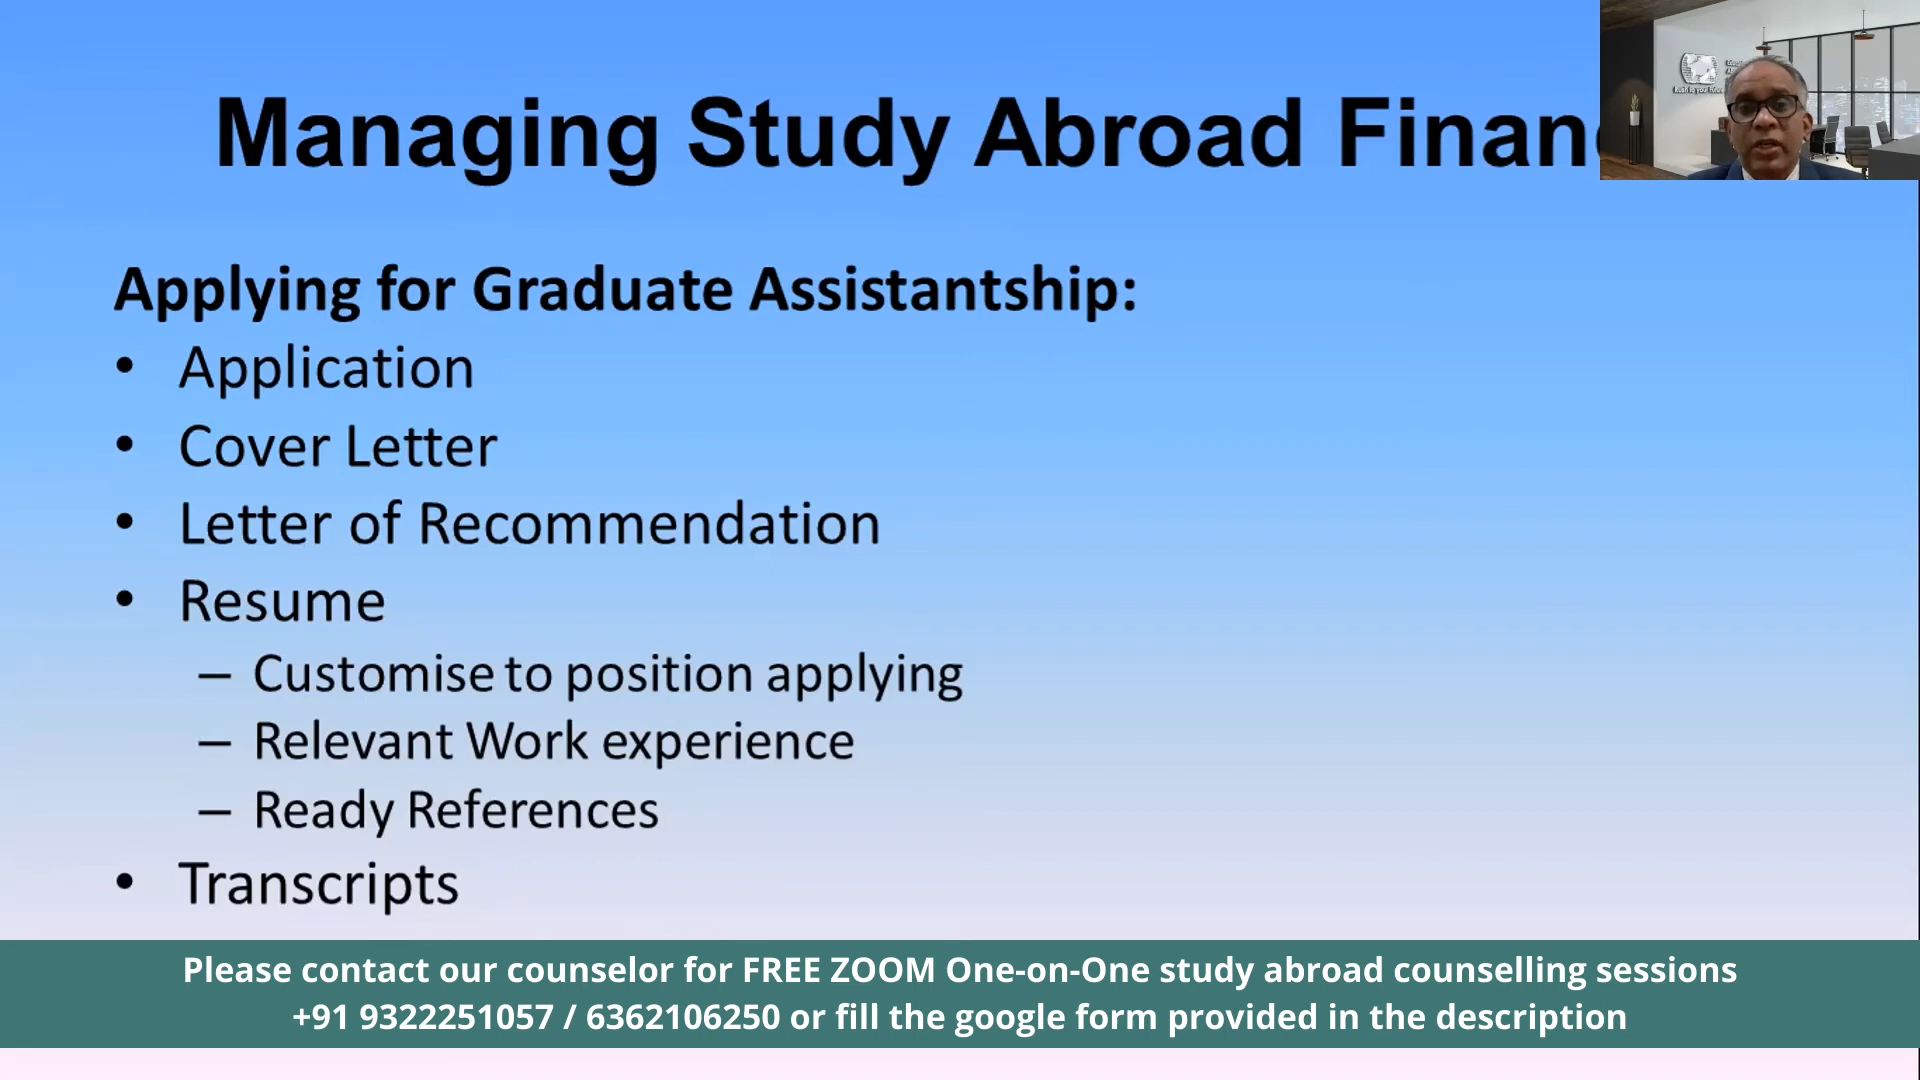 Managing Study Abroad Finan
Applying for Graduate Assistantship:
• Application
• Cover Letter
• Letter of Recommendation
• Resume
– Customise to position applying
– Relevant Work experience
– Ready References
• Transcripts
Please contact our counselor for FREE ZOOM One-on-One study abroad counselling sessions
+91 9322251057 / 6362106250 or fill the google form provided in the description